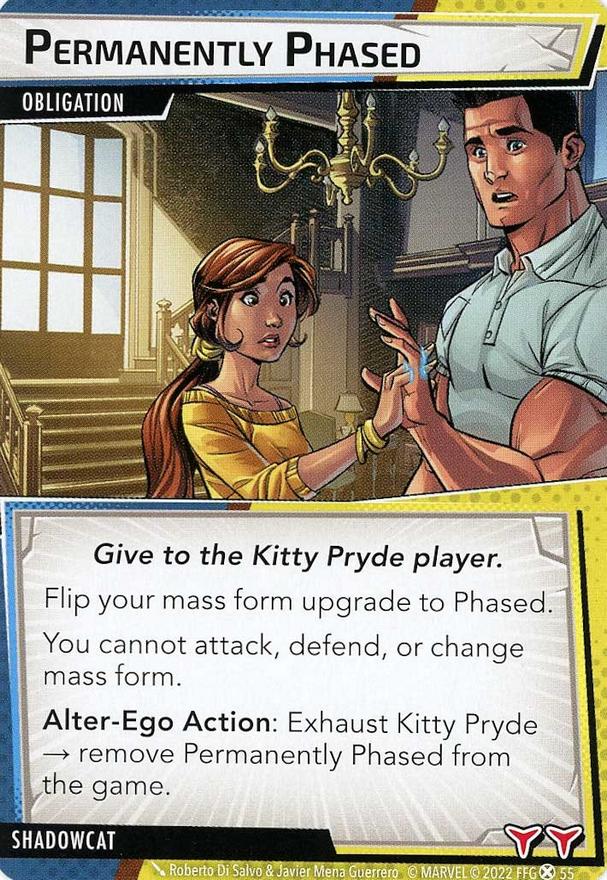 PERMANENTLY PHASED
OBLIGATION
Give to the Kitty Pryde player.
Flip your mass form upgrade to Phased.
You cannot attack, defend, or change
mass form.
Alter-Ego Action: Exhaust Kitty Pryde
→ remove Permanently Phased from
the game.
SHADOWCAT
Roberto Di Salvo & Javier Mena Guerrero © MARVEL © 2022 FFG 55